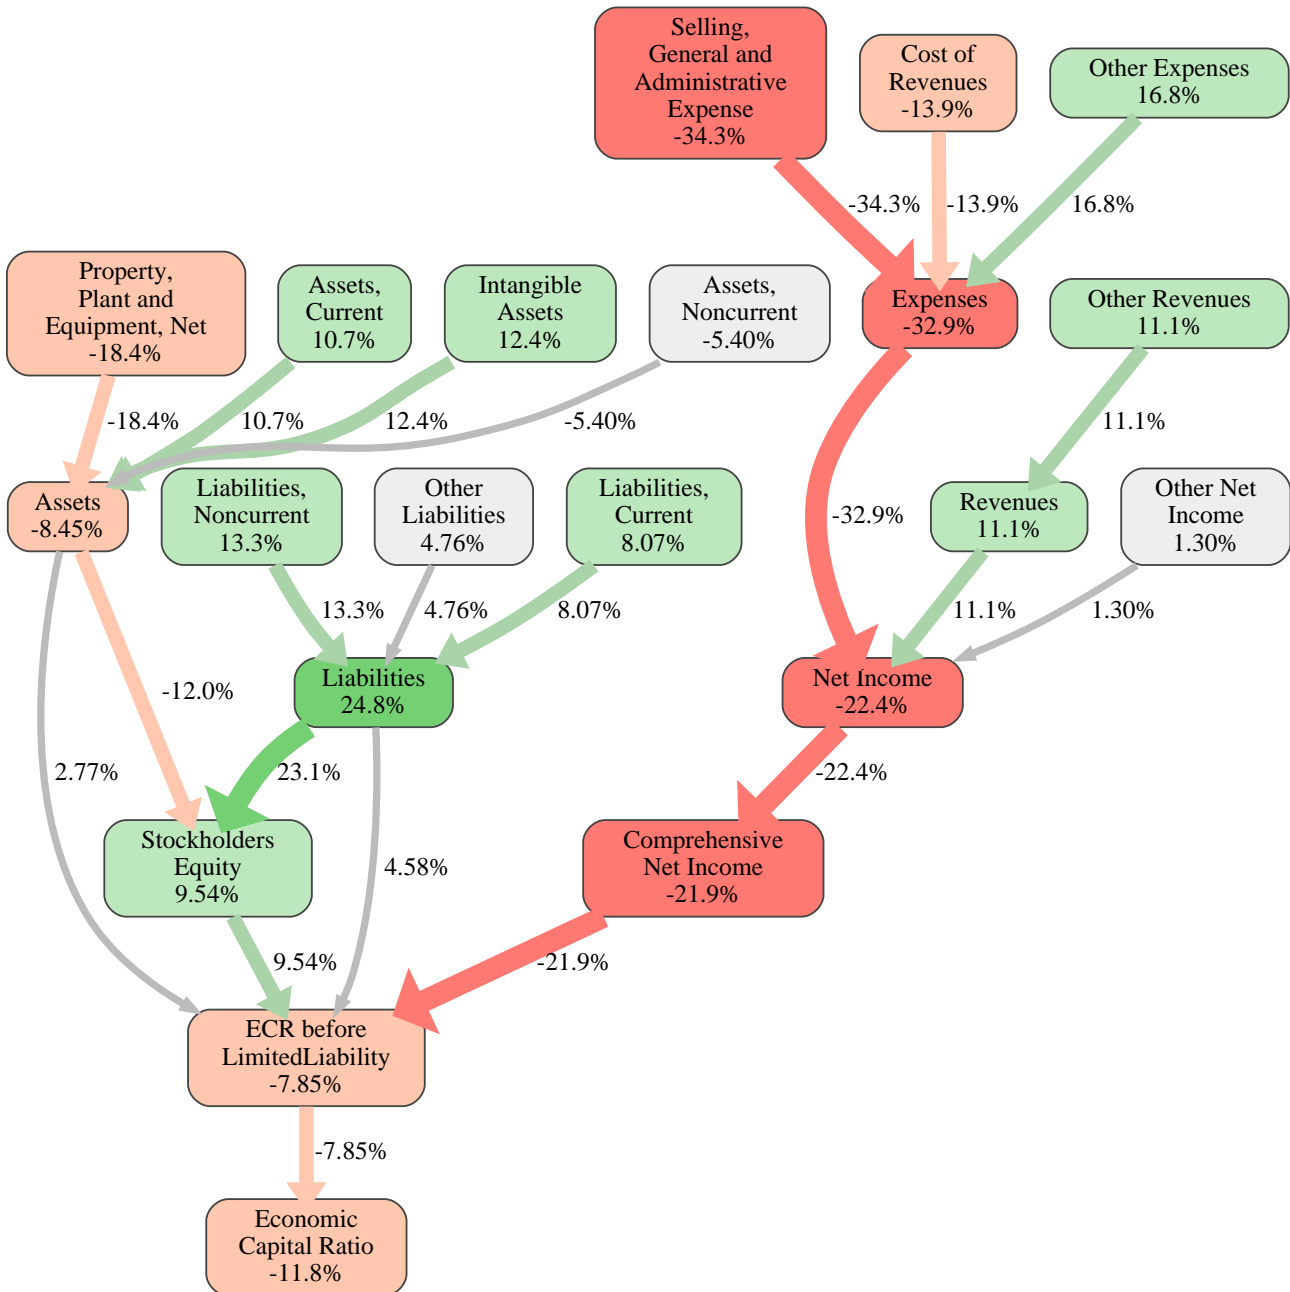 Selling,
General and
Administrative
Expense
-34.3%
Cost of
Revenues
-13.9%
Other Expenses
16.8%
-34.3%
-13.9%
16.8%
Property,
Plant and
Equipment, Net
-18.4%
Assets,
Current
10.7%
Intangible
Assets
12.4%
Assets,
Noncurrent
-5.40%
Expenses
-32.9%
Other Revenues
11.1%
-18.4%
10.7%
12.4%
-5.40%
11.1%
Assets
-8.45%
Liabilities,
Noncurrent
13.3%
Other
Liabilities
4.76%
Liabilities,
Current
8.07%
-32.9%
Revenues
11.1%
Other Net
Income
1.30%
13.3%
4.76%
8.07%
11.1%
1.30%
-12.0%
Liabilities
24.8%
Net Income
-22.4%
2.77%
23.1%
-22.4%
Stockholders
Equity
9.54%
4.58%
Comprehensive
Net Income
-21.9%
9.54%
-21.9%
ECR before
LimitedLiability
-7.85%
-7.85%
Economic
Capital Ratio
-11.8%